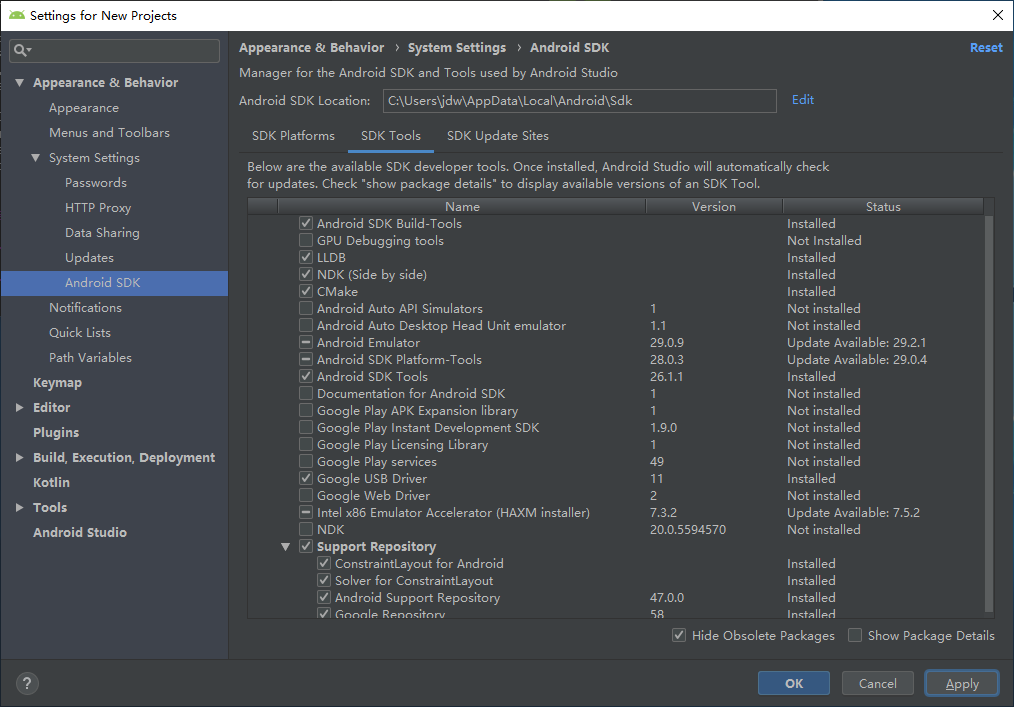 Settings for New Projects
Appearance & Behavior
Appearance
Menus and Toolbars
System Settings
Passwords
HTTP Proxy
Data Sharing
Updates
Android SDK
Notifications
Quick Lists
Path Variables
Keymap
Editor
Plugins
Build, Execution, Deployment
Kotlin
Tools
Android Studio
Appearance & Behavior › System Settings › Android SDK Reset
Manager for the Android SDK and Tools used by Android Studio
Android SDK Location: C:\Users\jdw\AppData\Local\Android\Sdk Edit
SDK Platforms SDK Tools SDK Update Sites
Below are the available SDK developer tools. Once installed, Android Studio will automatically check
for updates. Check "show package details" to display available versions of an SDK Tool.
Name Version Status
Android SDK Build-Tools Installed
GPU Debugging tools Not Installed
LLDB Installed
NDK (Side by side) Installed
CMake Installed
Android Auto API Simulators 1 Not installed
Android Auto Desktop Head Unit emulator 1.1 Not installed
Android Emulator 29.0.9 Update Available: 29.2.1
Android SDK Platform-Tools 28.0.3 Update Available: 29.0.4
Android SDK Tools 26.1.1 Installed
Documentation for Android SDK 1 Not installed
Google Play APK Expansion library 1 Not installed
Google Play Instant Development SDK 1.9.0 Not installed
Google Play Licensing Library 1 Not installed
Google Play services 49 Not installed
Google USB Driver 11 Installed
Google Web Driver 2 Not installed
Intel x86 Emulator Accelerator (HAXM installer) 7.3.2 Update Available: 7.5.2
NDK 20.0.5594570 Not installed
Support Repository
ConstraintLayout for Android Installed
Solver for ConstraintLayout Installed
Android Support Repository 47.0.0 Installed
Google Repository 58 Installed
Hide Obsolete Packages Show Package Details
? OK Cancel Apply